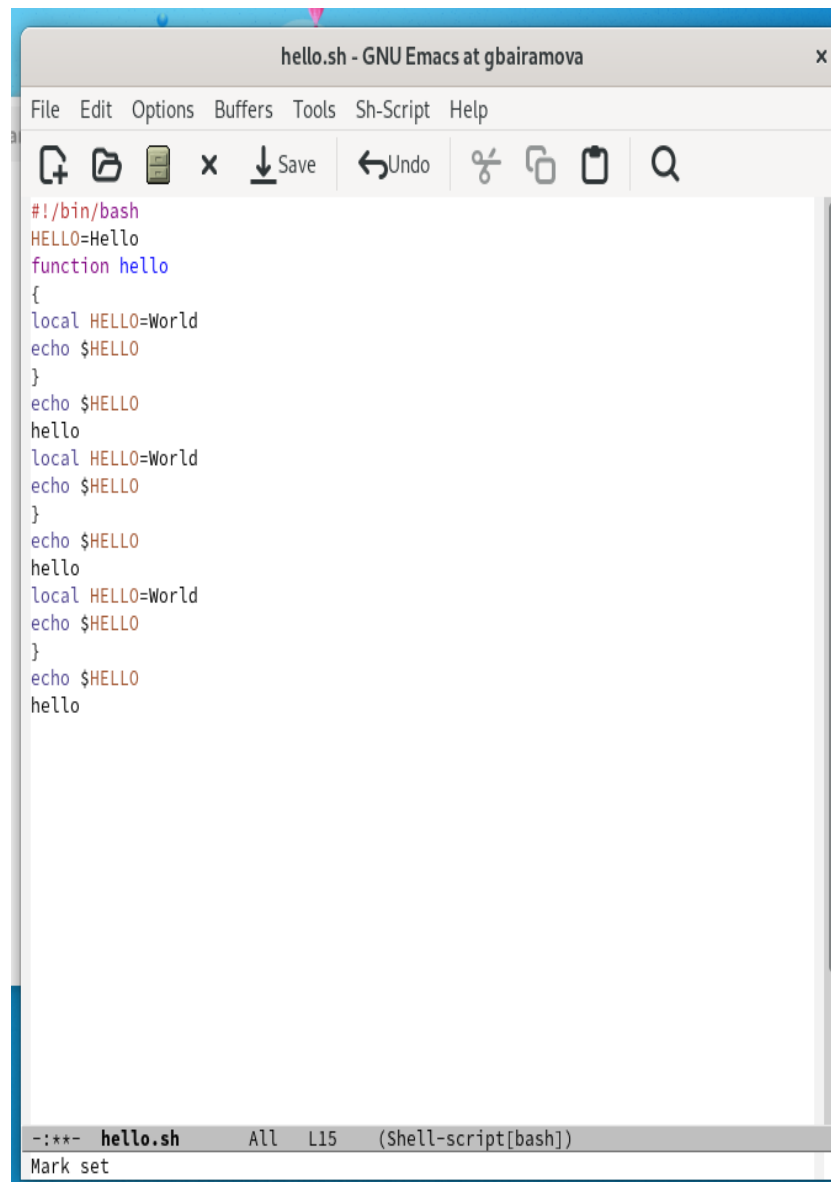 hello.sh - GNU Emacs at gbairamova
File Edit Options Buffers Tools Sh-Script Help
Save Undo
#!/bin/bash
HELLO=Hello
function hello
{
local HELLO=World
echo $HELLO
}
echo $HELLO
hello
local HELLO=World
echo $HELLO
}
echo $HELLO
hello
local HELLO=World
echo $HELLO
}
echo $HELLO
hello
-:**- hello.sh All L15 (Shell-script[bash])
Mark set